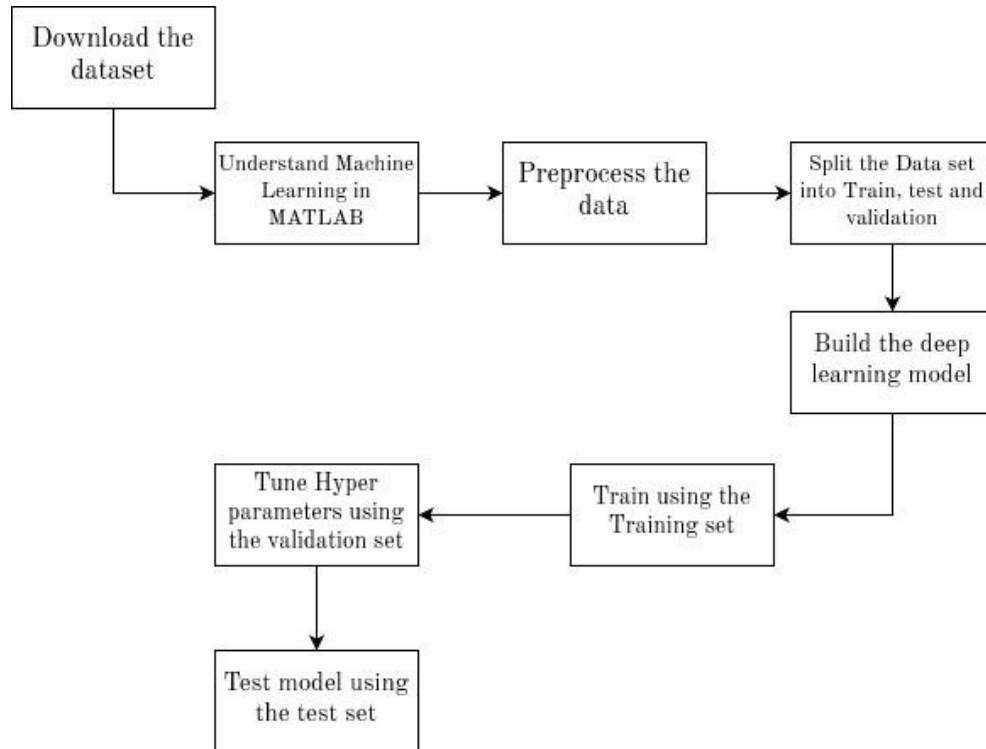 Download the
dataset
Understand Machine
Learning in
MATLAB
Preprocess the
data
Split the Data set
into Train, test and
validation
Build the deep
learning model
Train using the
Training set
Tune Hyper
parameters using
the validation set
Test model using
the test set